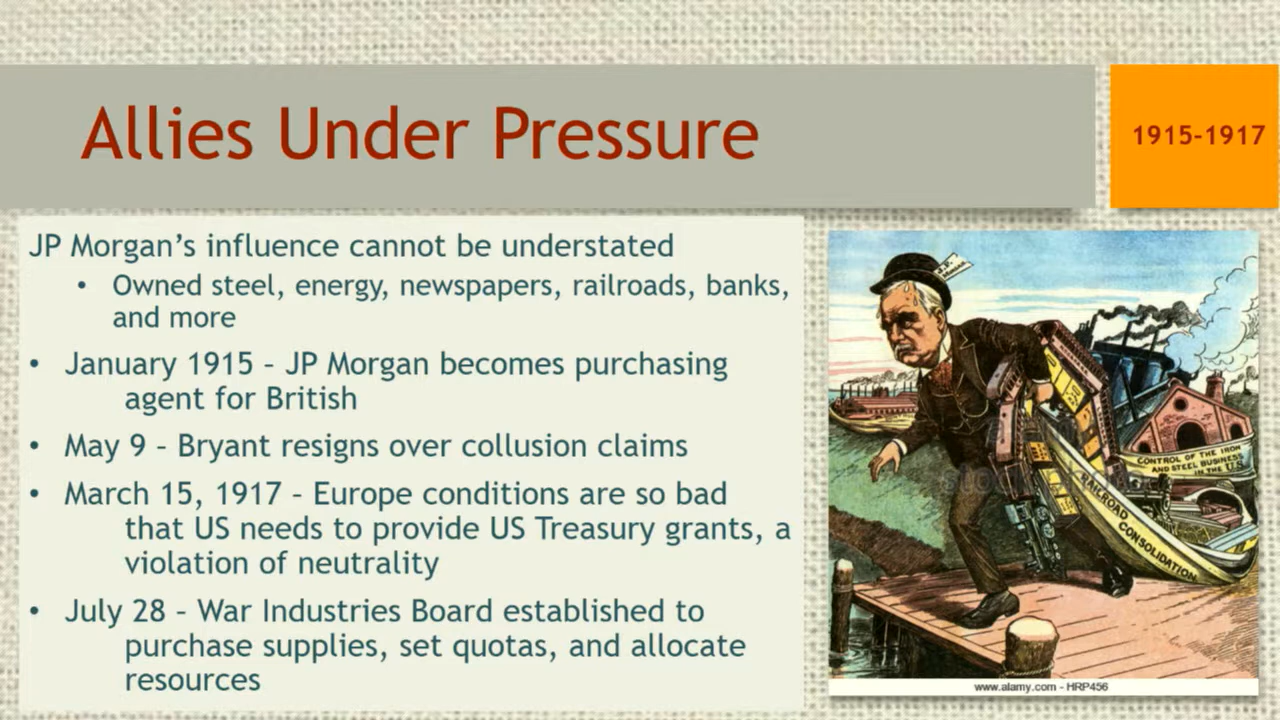 Allies Under Pressure
1915-1917
JP Morgan’s influence cannot be understated
• Owned steel, energy, newspapers, railroads, banks,
and more
• January 1915 – JP Morgan becomes purchasing
agent for British
• May 9 – Bryant resigns over collusion claims
• March 15, 1917 – Europe conditions are so bad
that US needs to provide US Treasury grants, a
violation of neutrality
• July 28 – War Industries Board established to
purchase supplies, set quotas, and allocate
resources
CONTROL OF THE IRON
AND STEEL BUSINESS
IN THE US
RAILROAD CONSOLIDATION
www.alamy.com - HRP456